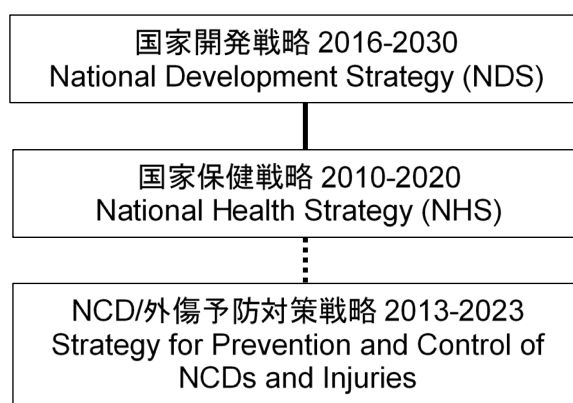 国家開発戦略 2016-2030
National Development Strategy (NDS)
国家保健戦略 2010-2020
National Health Strategy (NHS)
NCD/外傷予防対策戦略 2013-2023
Strategy for Prevention and Control of
NCDs and Injuries